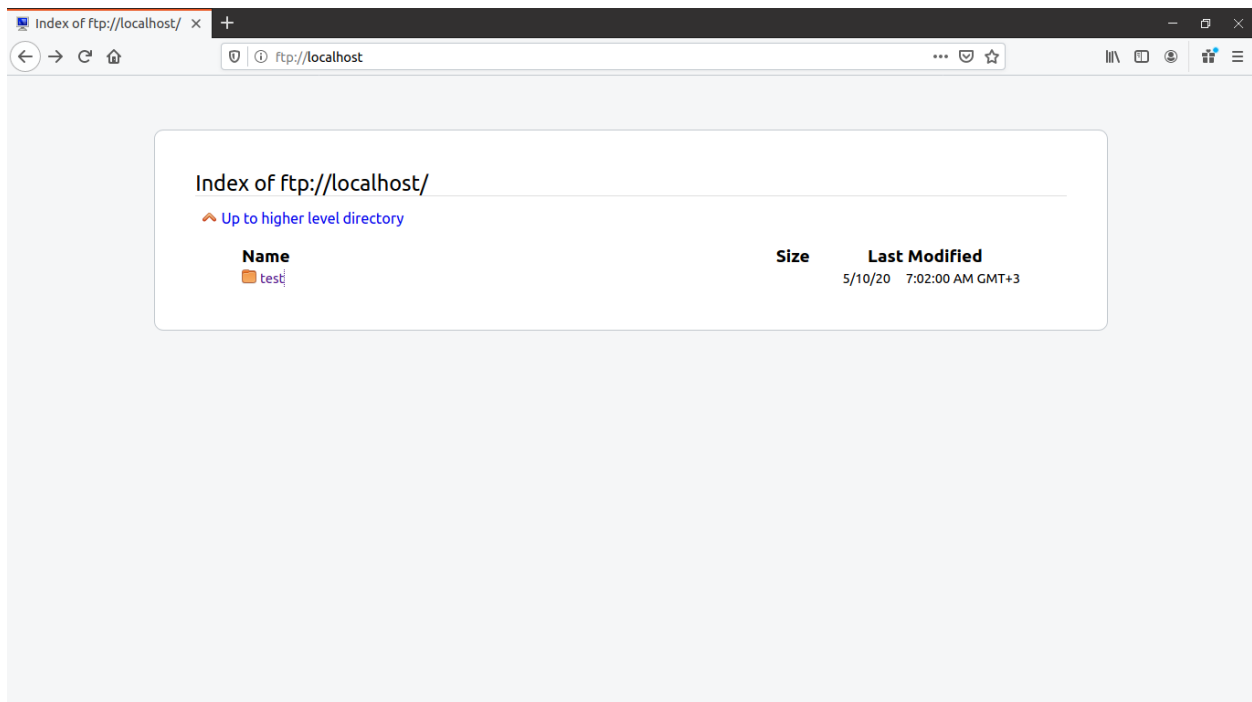 Index of ftp://localhost/
ftp://localhost
Index of ftp://localhost/
Up to higher level directory
Name Size Last Modified
test 5/10/20 7:02:00 AM GMT+3